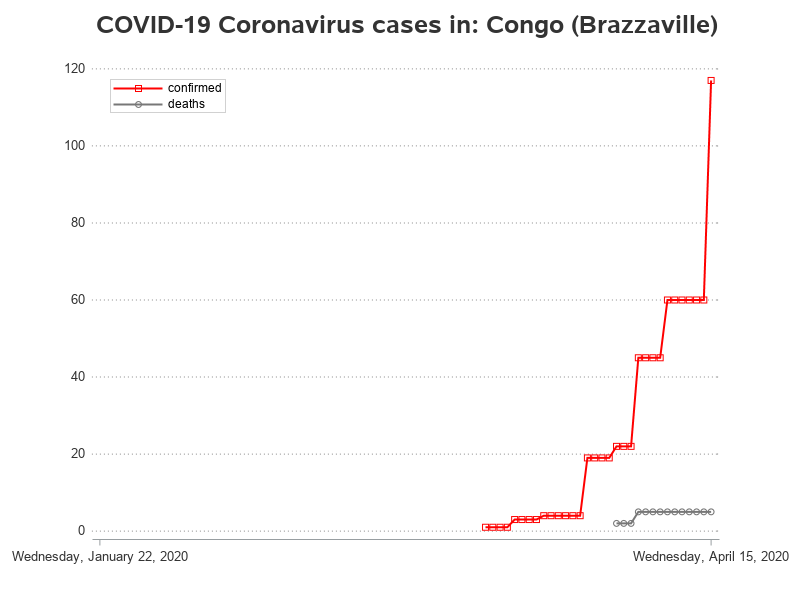 COVID-19 Coronavirus cases in: Congo (Brazzaville)
120
confirmed
deaths
100
80
60
40
20
0
Wednesday, January 22, 2020
Wednesday, April 15, 2020